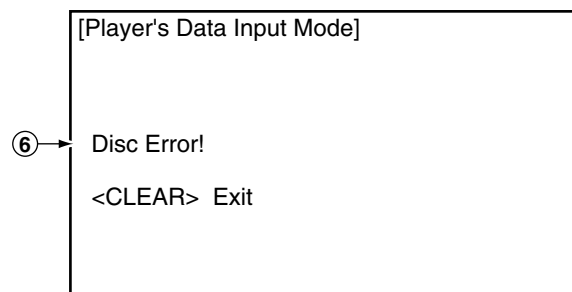 [Player's Data Input Mode]
⑥ Disc Error!
<CLEAR> Exit